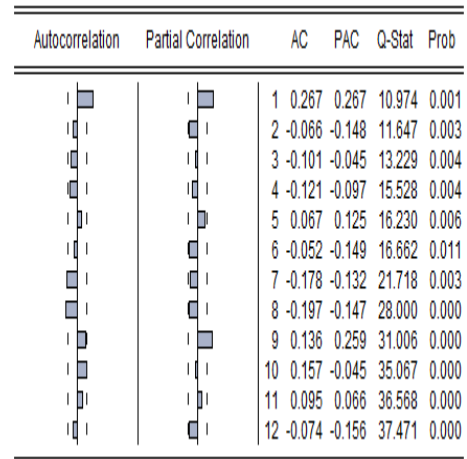 Autocorrelation Partial Correlation AC PAC Q-Stat Prob
1 0.267 0.267 10.974 0.001
2 -0.066 -0.148 11.647 0.003
3 -0.101 -0.045 13.229 0.004
4 -0.121 -0.097 15.528 0.004
5 0.067 0.125 16.230 0.006
6 -0.052 -0.149 16.662 0.011
7 -0.178 -0.132 21.718 0.003
8 -0.197 -0.147 28.000 0.000
9 0.136 0.259 31.006 0.000
10 0.157 -0.045 35.067 0.000
11 0.095 0.066 36.568 0.000
12 -0.074 -0.156 37.471 0.000